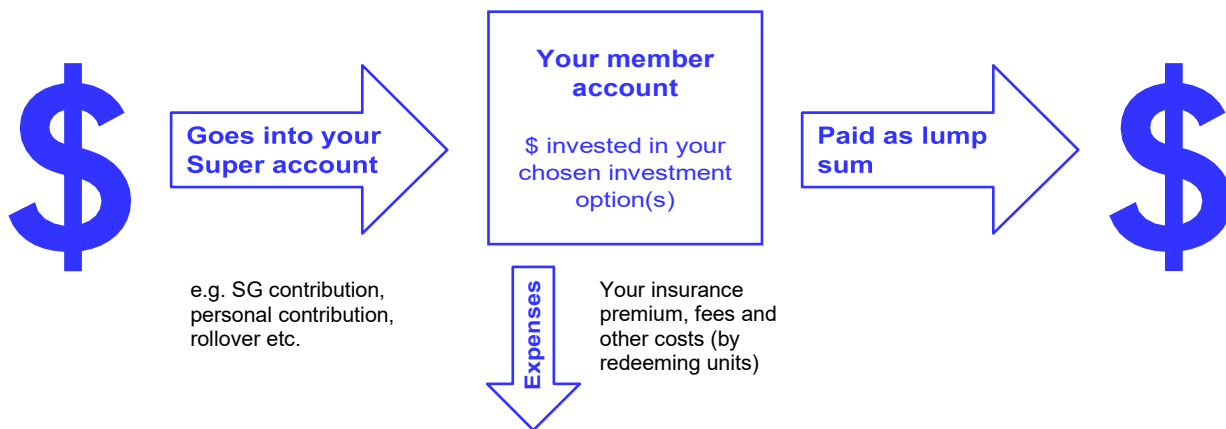 $
Goes into your
Super account
e.g. SG contribution,
personal contribution,
rollover etc.
Your member
account
$ invested in your
chosen investment
option(s)
Expenses
Your insurance
premium, fees and
other costs (by
redeeming units)
Paid as lump
sum
$